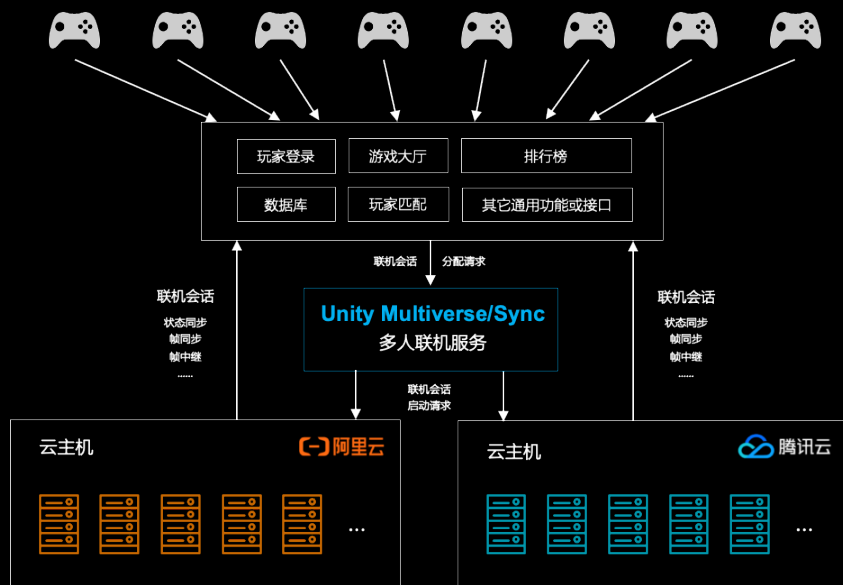 玩家登录
游戏大厅
排行榜
数据库
玩家匹配
其它通用功能或接口
联机会话
分配请求
联机会话
状态同步
帧同步
帧中继
......
Unity Multiverse/Sync
多人联机服务
联机会话
状态同步
帧同步
帧中继
......
联机会话
启动请求
云主机
阿里云
...
云主机
腾讯云
...